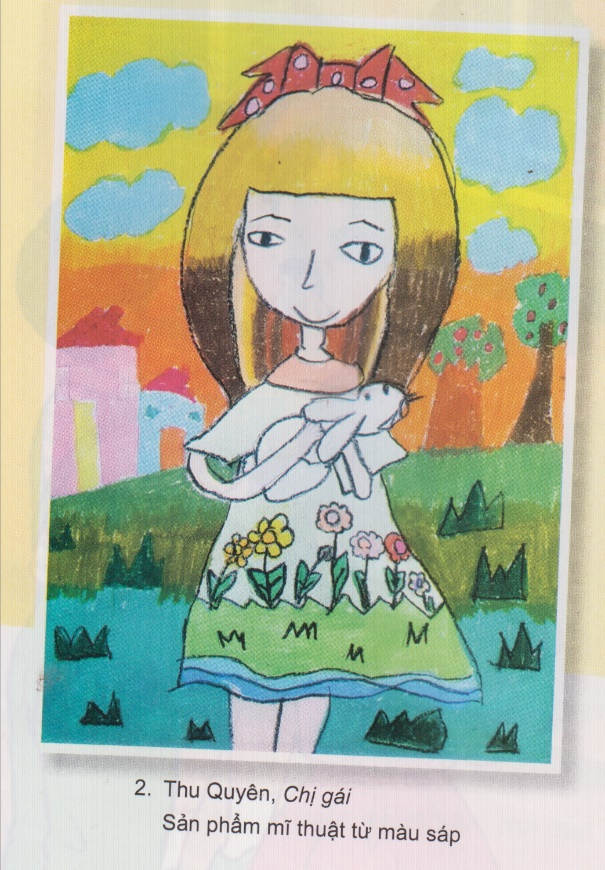 2. Thu Quyên, Chị gái
Sản phẩm mĩ thuật từ màu sáp